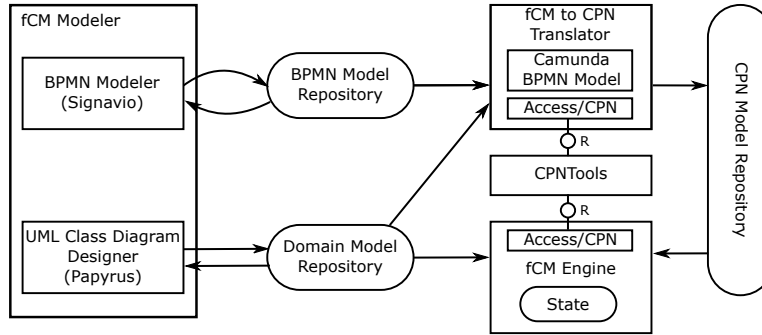 fCM Modeler
BPMN Modeler
(Signavio)
UML Class Diagram
Designer
(Papyrus)
BPMN Model
Repository
Domain Model
Repository
fCM to CPN
Translator
Camunda
BPMN Model
Access/CPN
R
CPNTools
R
Access/CPN
fCM Engine
State
CPN Model Repository